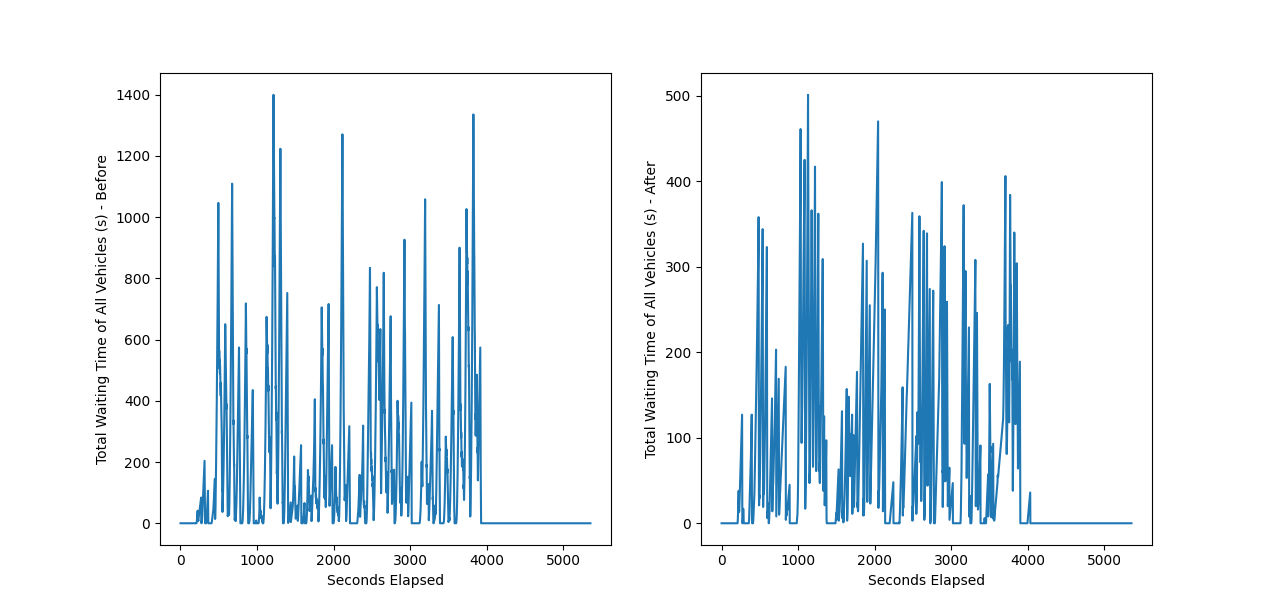 Total Waiting Time of All Vehicles (s) - Before
1400
1200
1000
800
600
400
200
0
0 1000 2000 3000 4000 5000
Seconds Elapsed
Total Waiting Time of All Vehicles (s) - After
500
400
300
200
100
0
0 1000 2000 3000 4000 5000
Seconds Elapsed